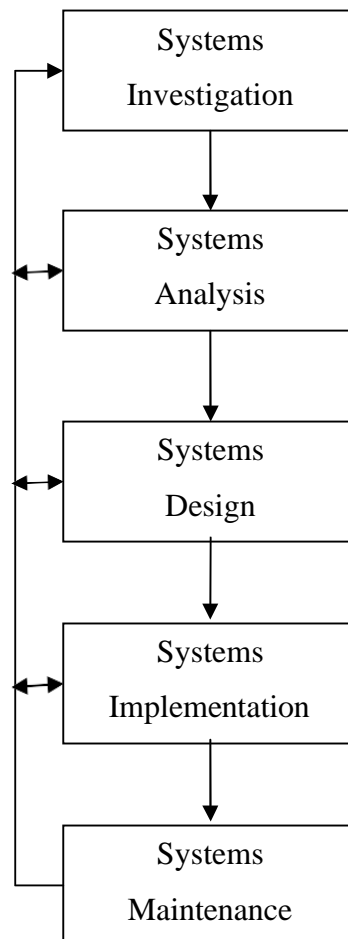 Systems
Investigation
Systems
Analysis
Systems
Design
Systems
Implementation
Systems
Maintenance